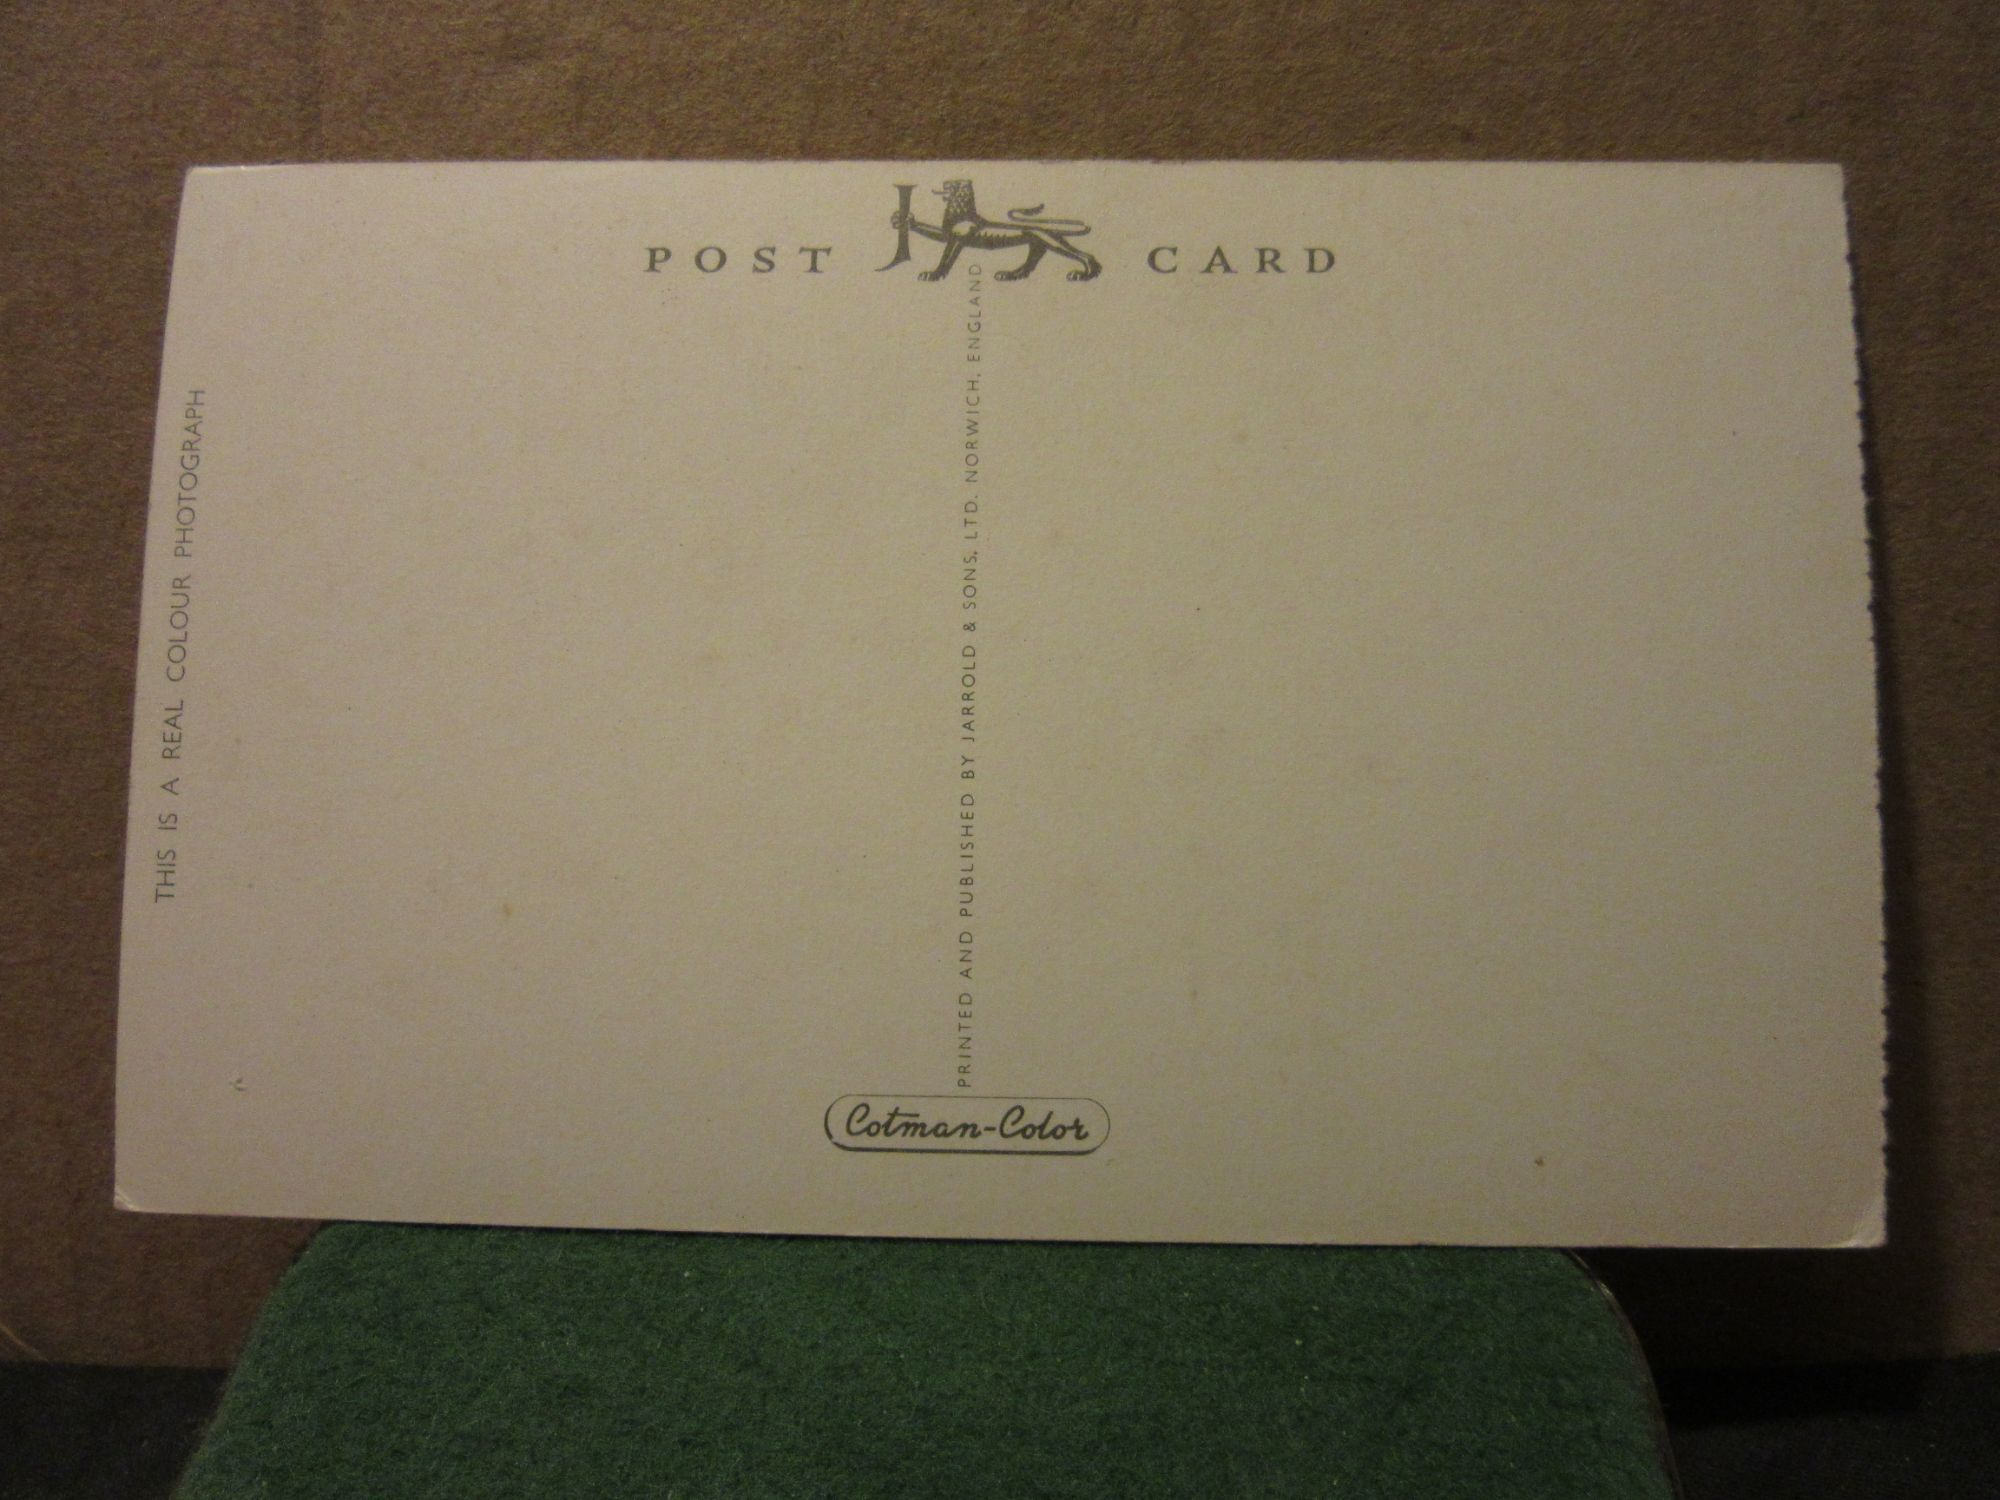 POST J CARD
THIS IS A REAL COLOUR PHOTOGRAPH
PRINTED AND PUBLISHED BY JARROLD & SONS, LTD. NORWICH, ENGLAND
Cotman-Color